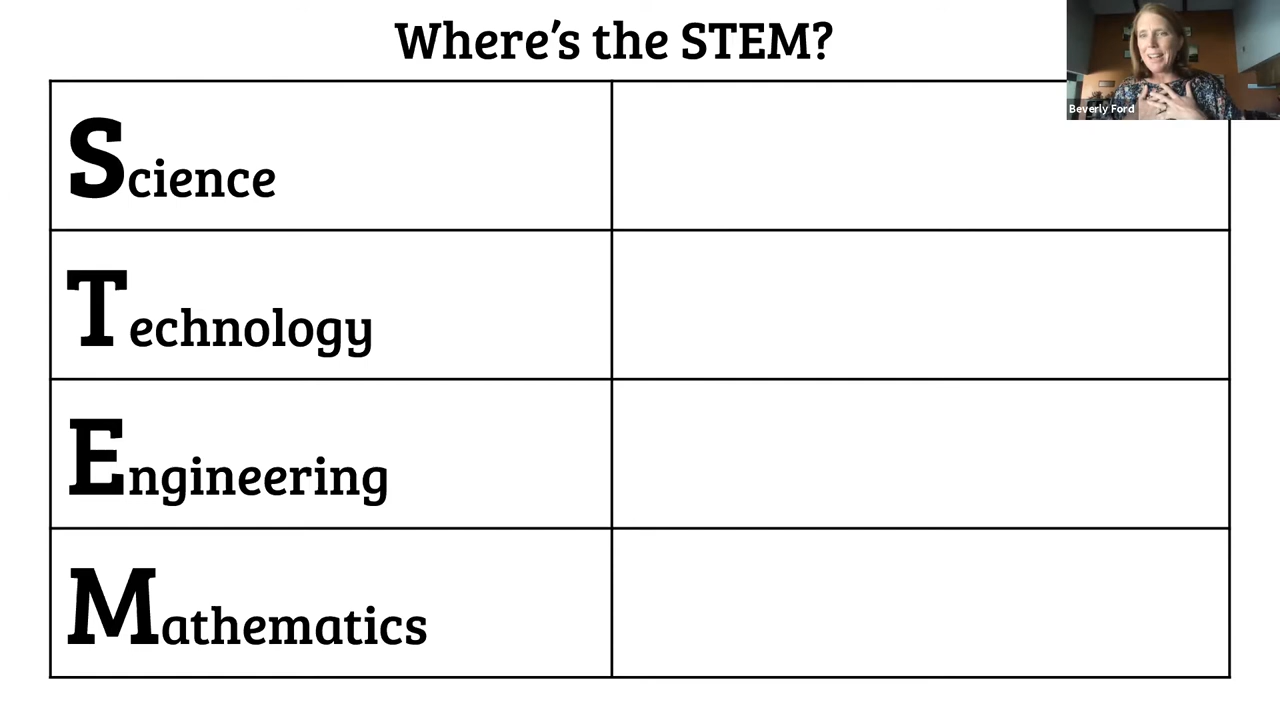 Where's the STEM?
Beverly Ford
Science
Technology
Engineering
Mathematics